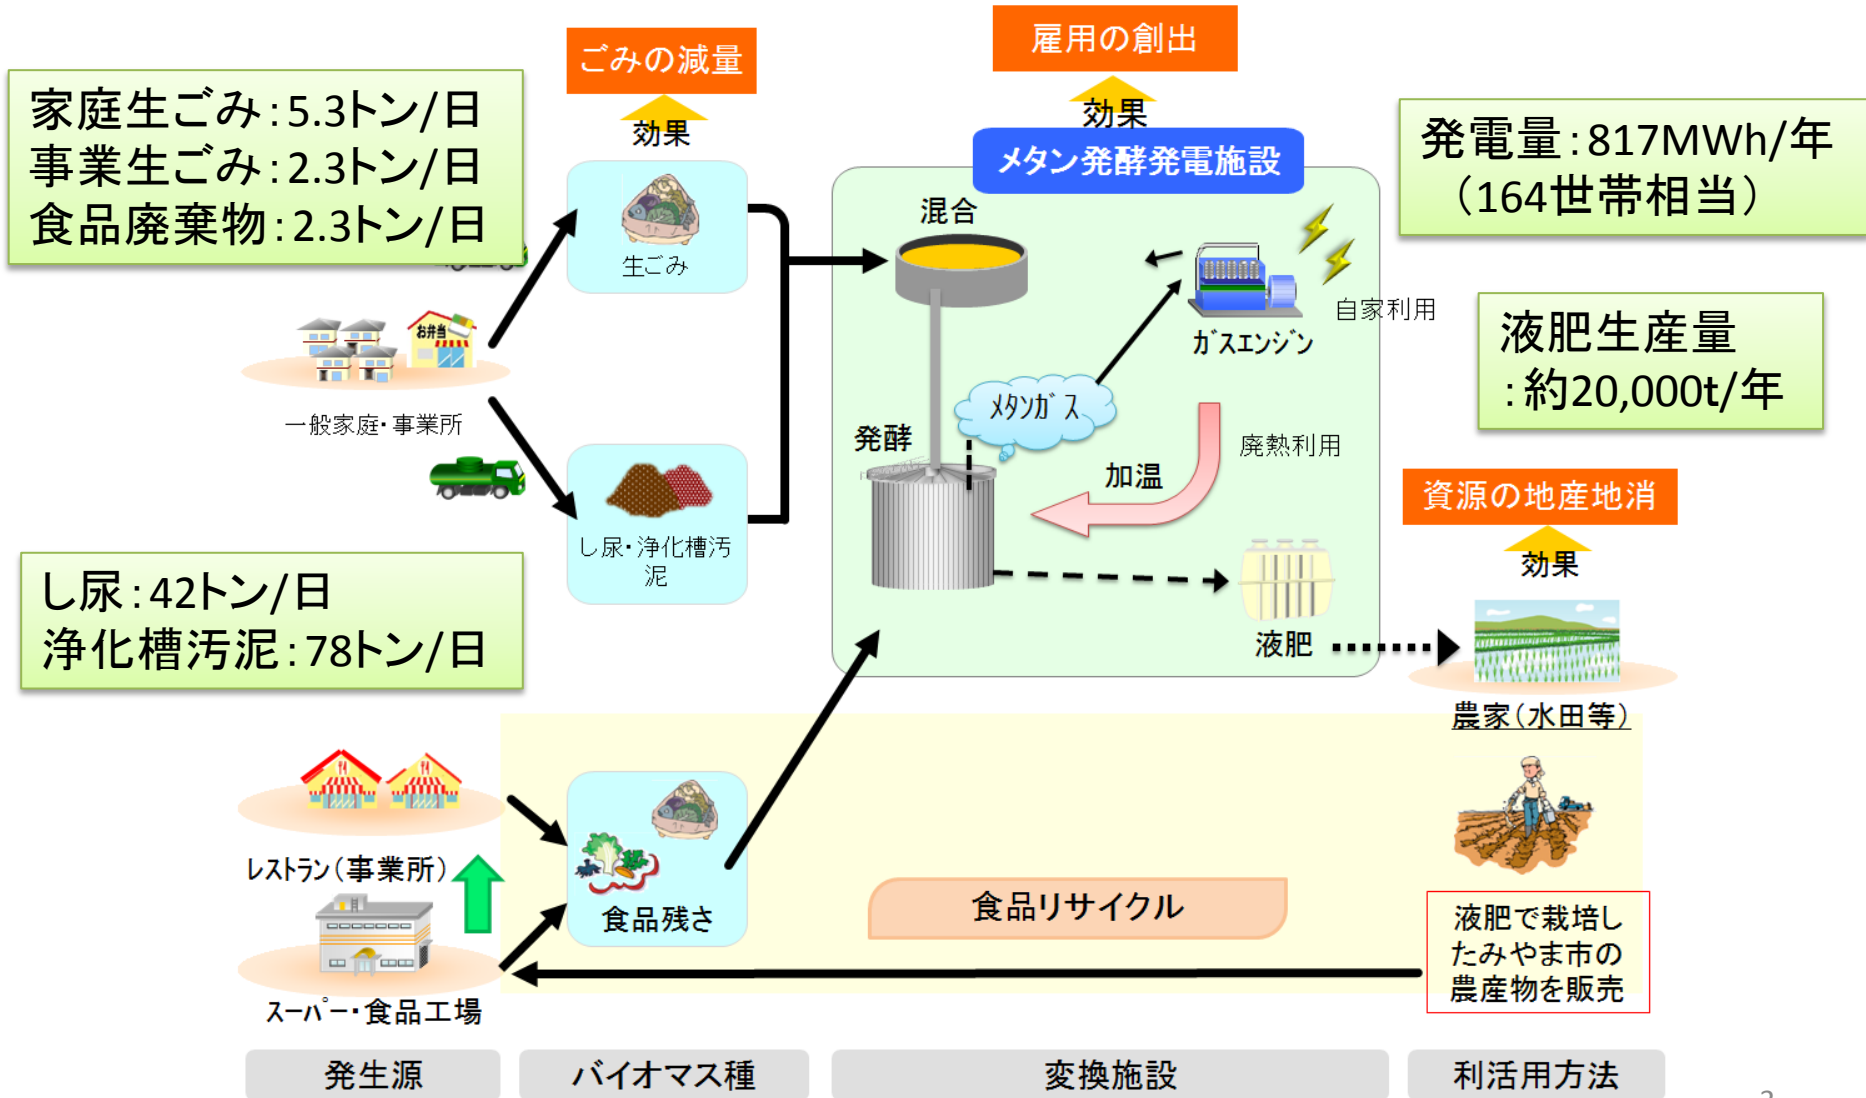 ごみの減量
雇用の創出
家庭生ごみ:5.3トン/日
事業生ごみ:2.3トン/日
食品廃棄物:2.3トン/日
効果
効果
メタン発酵発電施設
発電量:817MWh/年
(164世帯相当)
混合
生ごみ
お弁当
自家利用
ガスエンジン
液肥生産量
:約20,000t/年
メタンガス
一般家庭・事業所
発酵
廃熱利用
加温
資源の地産地消
効果
し尿・浄化槽汚
泥
し尿:42トン/日
浄化槽汚泥:78トン/日
液肥
農家(水田等)
レストラン(事業所)
食品残さ
食品リサイクル
液肥で栽培し
たみやま市の
農産物を販売
スーパー・食品工場
発生源
バイオマス種
変換施設
利活用方法